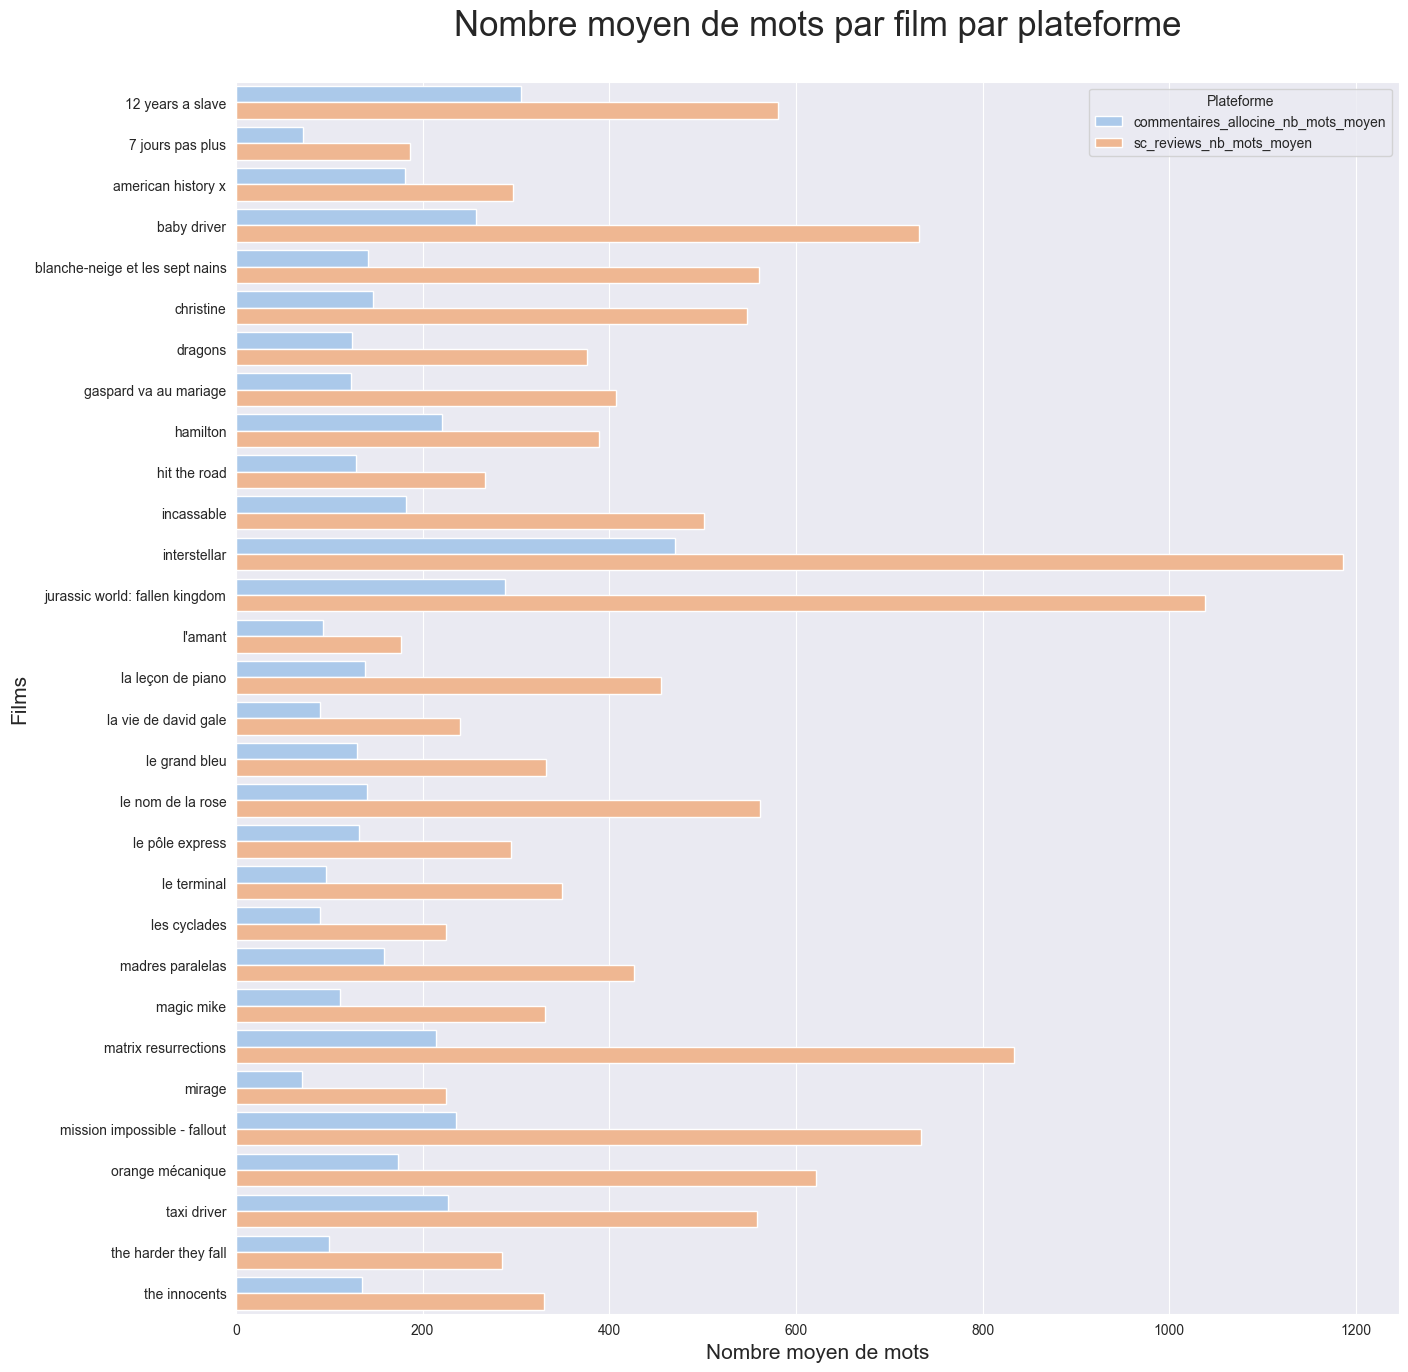 Nombre moyen de mots par film par plateforme
Plateforme
commentaires_allocine_nb_mots_moyen
sc_reviews_nb_mots_moyen
Films
12 years a slave
7 jours pas plus
american history x
baby driver
blanche-neige et les sept nains
christine
dragons
gaspard va au mariage
hamilton
hit the road
incassable
interstellar
jurassic world: fallen kingdom
l'amant
la leçon de piano
la vie de david gale
le grand bleu
le nom de la rose
le pôle express
le terminal
les cyclades
madres paralelas
magic mike
matrix resurrections
mirage
mission impossible - fallout
orange mécanique
taxi driver
the harder they fall
the innocents
0 200 400 600 800 1000 1200
Nombre moyen de mots